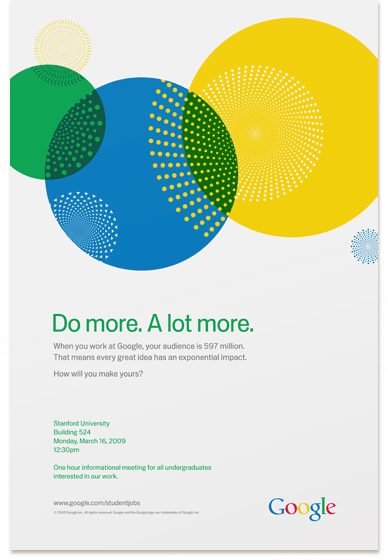 Do more. A lot more.
When you work at Google, your audience is 597 million.
That means every great idea has an exponential impact.
How will you make yours?
Stanford University
Building 524
Monday, March 16, 2009
12:30pm
One hour informational meeting for all undergraduates
interested in our work.
www.google.com/studentjobs
© 2009 Google Inc. All rights reserved. Google and the Google logo are trademarks of Google Inc.
Google